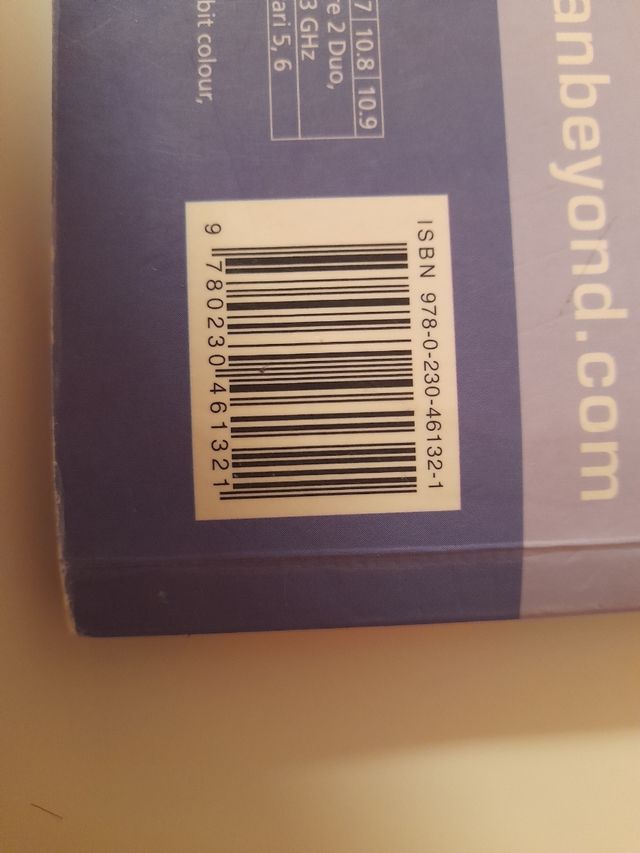 anbeyond.com
7 10.8 10.9
e 2 Duo,
3 GHz
ari 5, 6
bit colour,
ISBN 978-0-230-46132-1
9 780230 461321